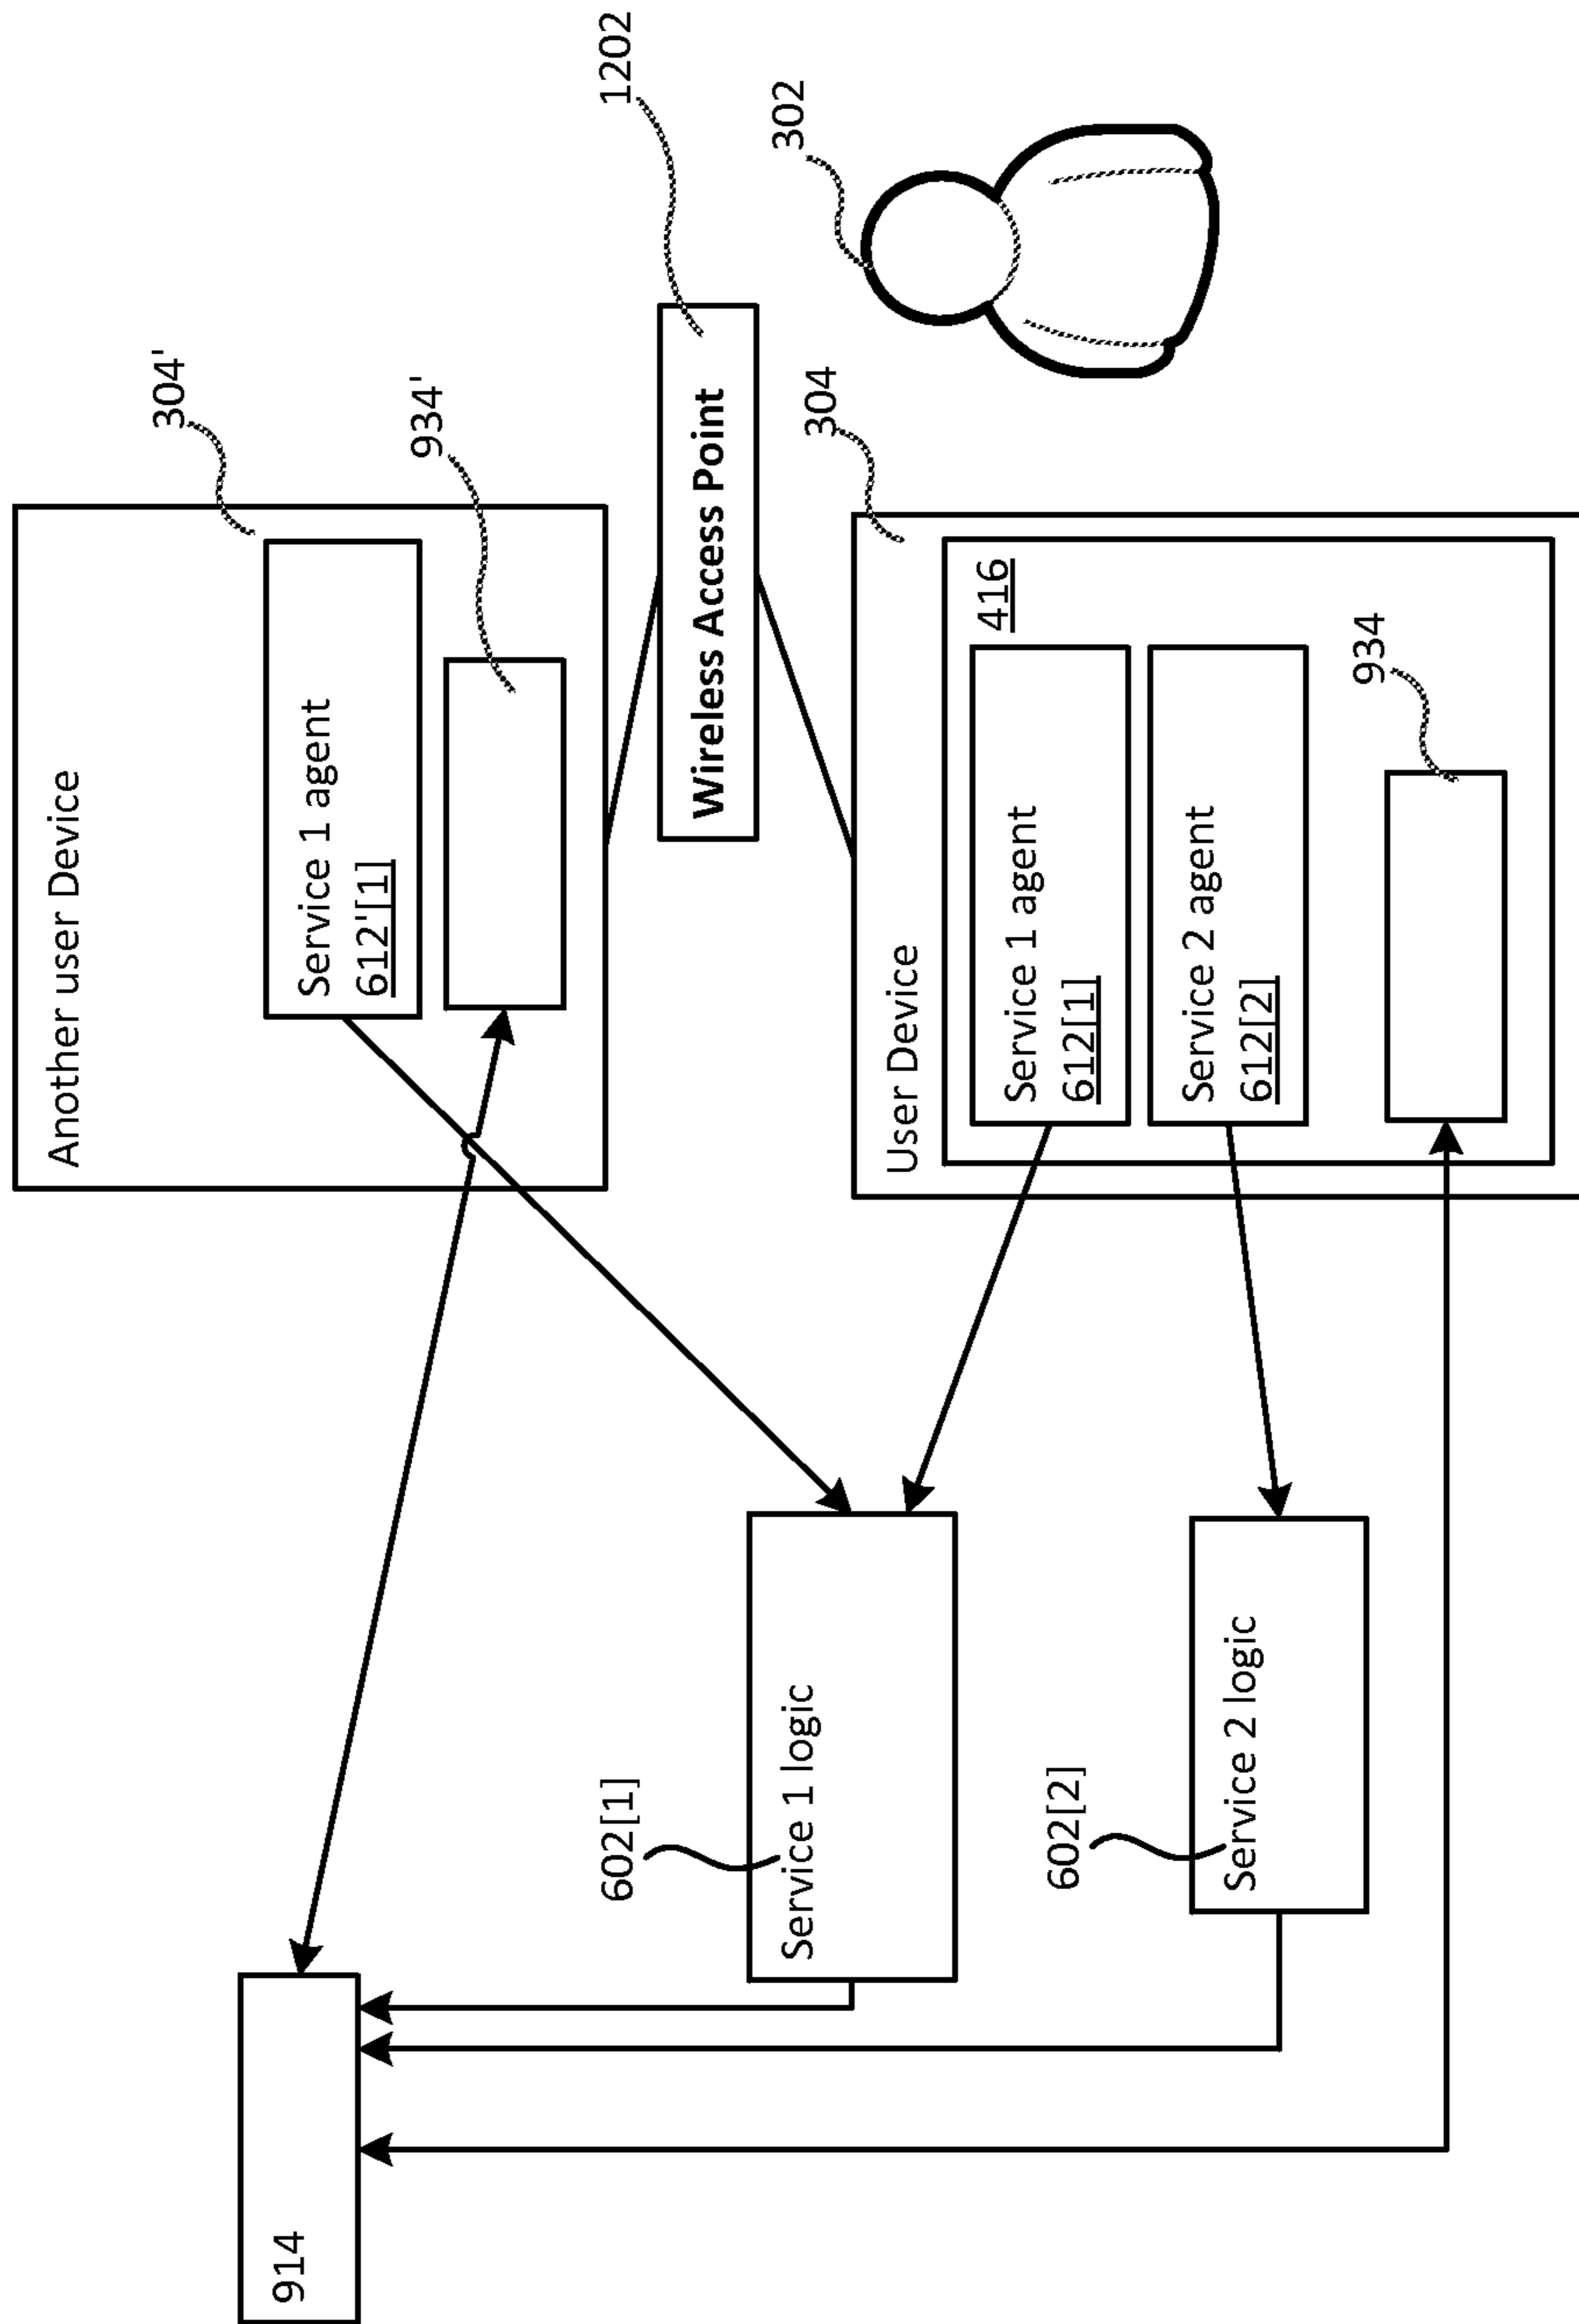 Another user Device
304'
Service 1 agent
612'[1]
934'
1202
Wireless Access Point
302
914
602[1]
Service 1 logic
602[2]
Service 2 logic
User Device
304
416
Service 1 agent
612[1]
Service 2 agent
612[2]
934